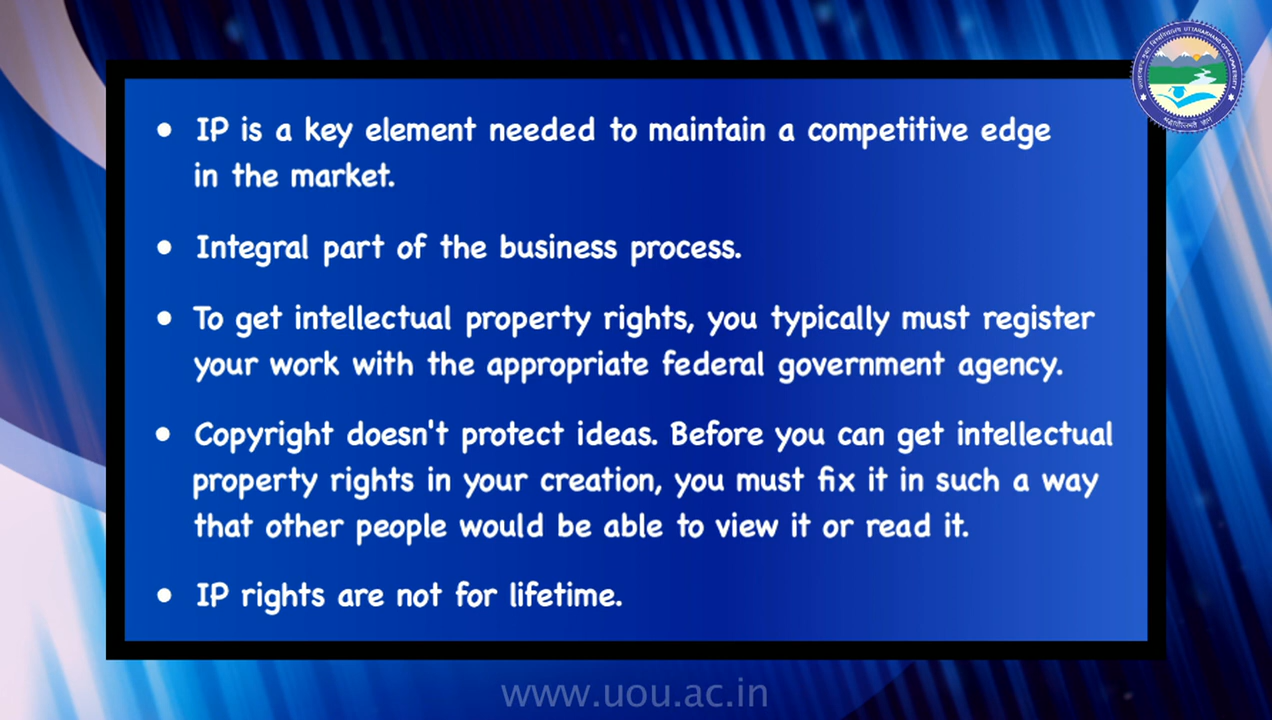 • IP is a key element needed to maintain a competitive edge
in the market.
• Integral part of the business process.
• To get intellectual property rights, you typically must register
your work with the appropriate federal government agency.
• Copyright doesn't protect ideas. Before you can get intellectual
property rights in your creation, you must fix it in such a way
that other people would be able to view it or read it.
• IP rights are not for lifetime.
UTTARAKHAND OPEN UNIVERSITY
www.uou.ac.in